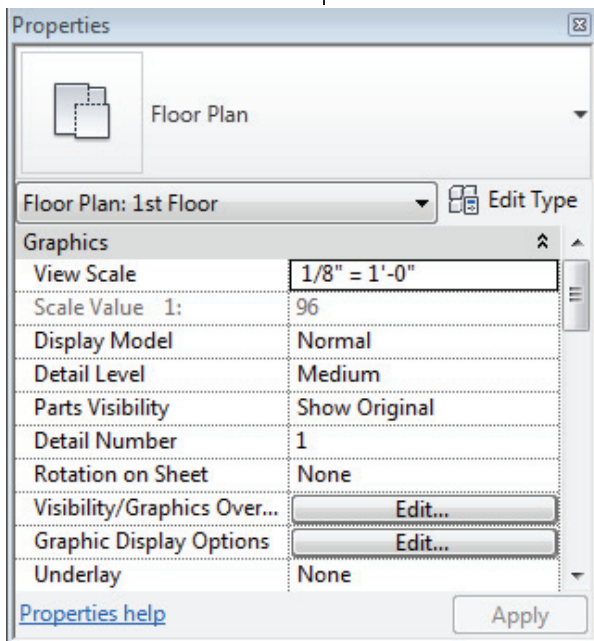 Properties
Floor Plan
Floor Plan: 1st Floor Edit Type
Graphics
View Scale 1/8" = 1'-0"
Scale Value 1: 96
Display Model Normal
Detail Level Medium
Parts Visibility Show Original
Detail Number 1
Rotation on Sheet None
Visibility/Graphics Over... Edit...
Graphic Display Options Edit...
Underlay None
Properties help Apply